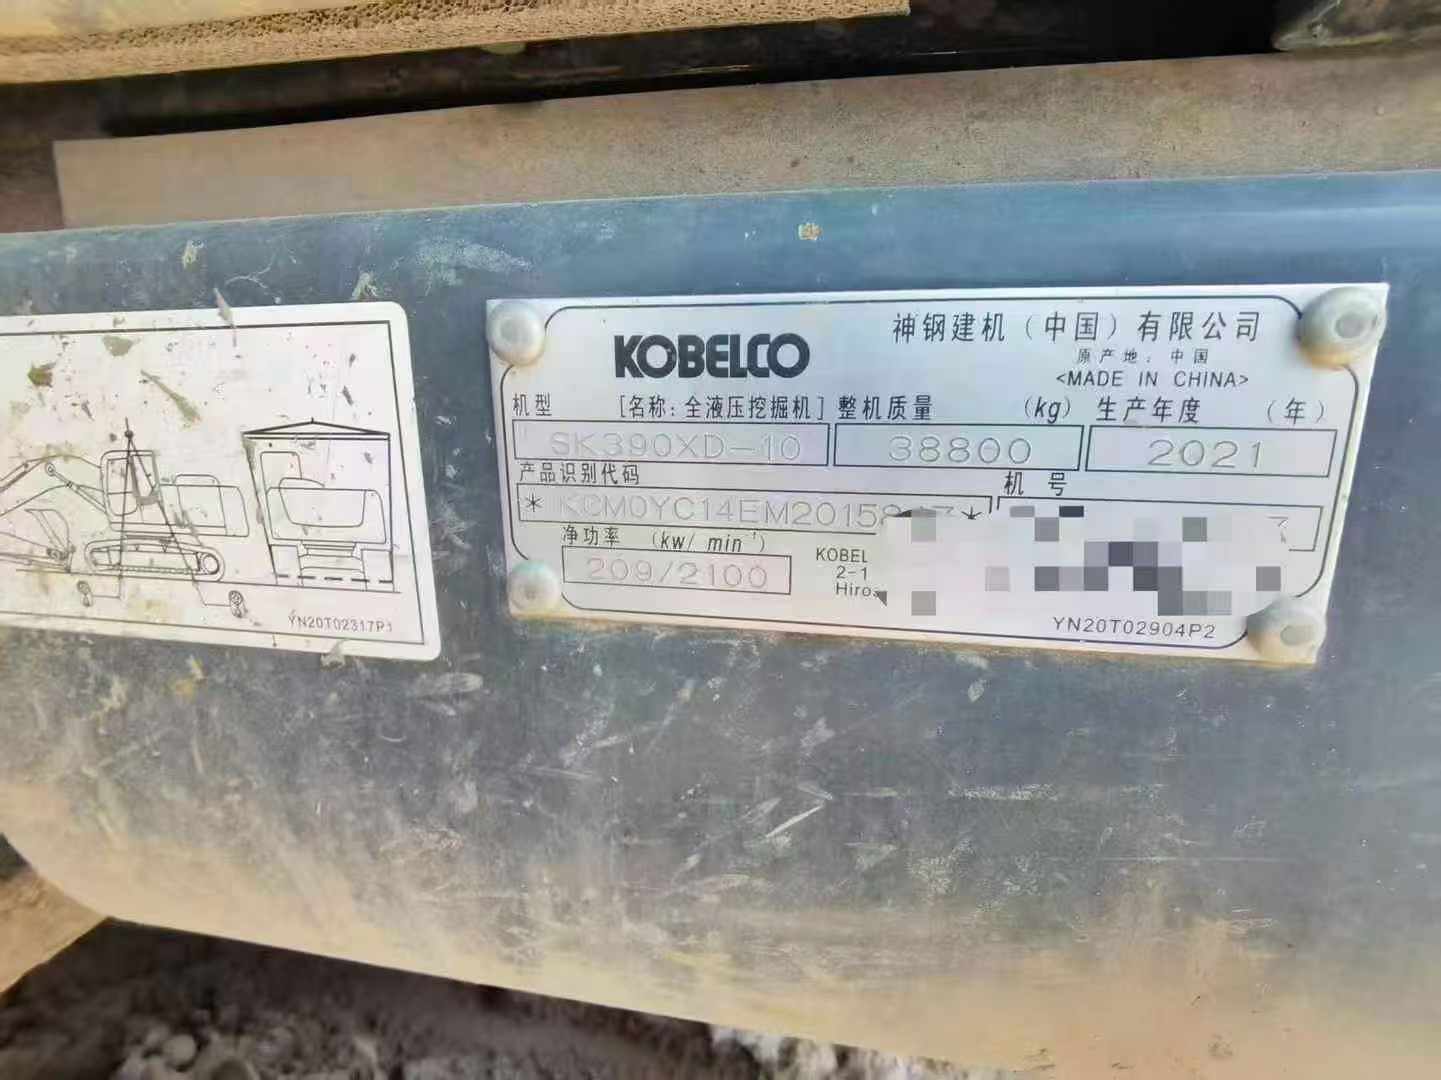 KOBELCO
神钢建机（中国）有限公司
原产地：中国
<MADE IN CHINA>
机型 [名称：全液压挖掘机] 整机质量 (kg) 生产年度 (年)
SK390XD-10 38800 2021
产品识别代码 机号
净功率 (kw/ min⁻¹)
209/2100
KOBEL
2-1
Hiro
YN20T02904P2
YN20T02317P1